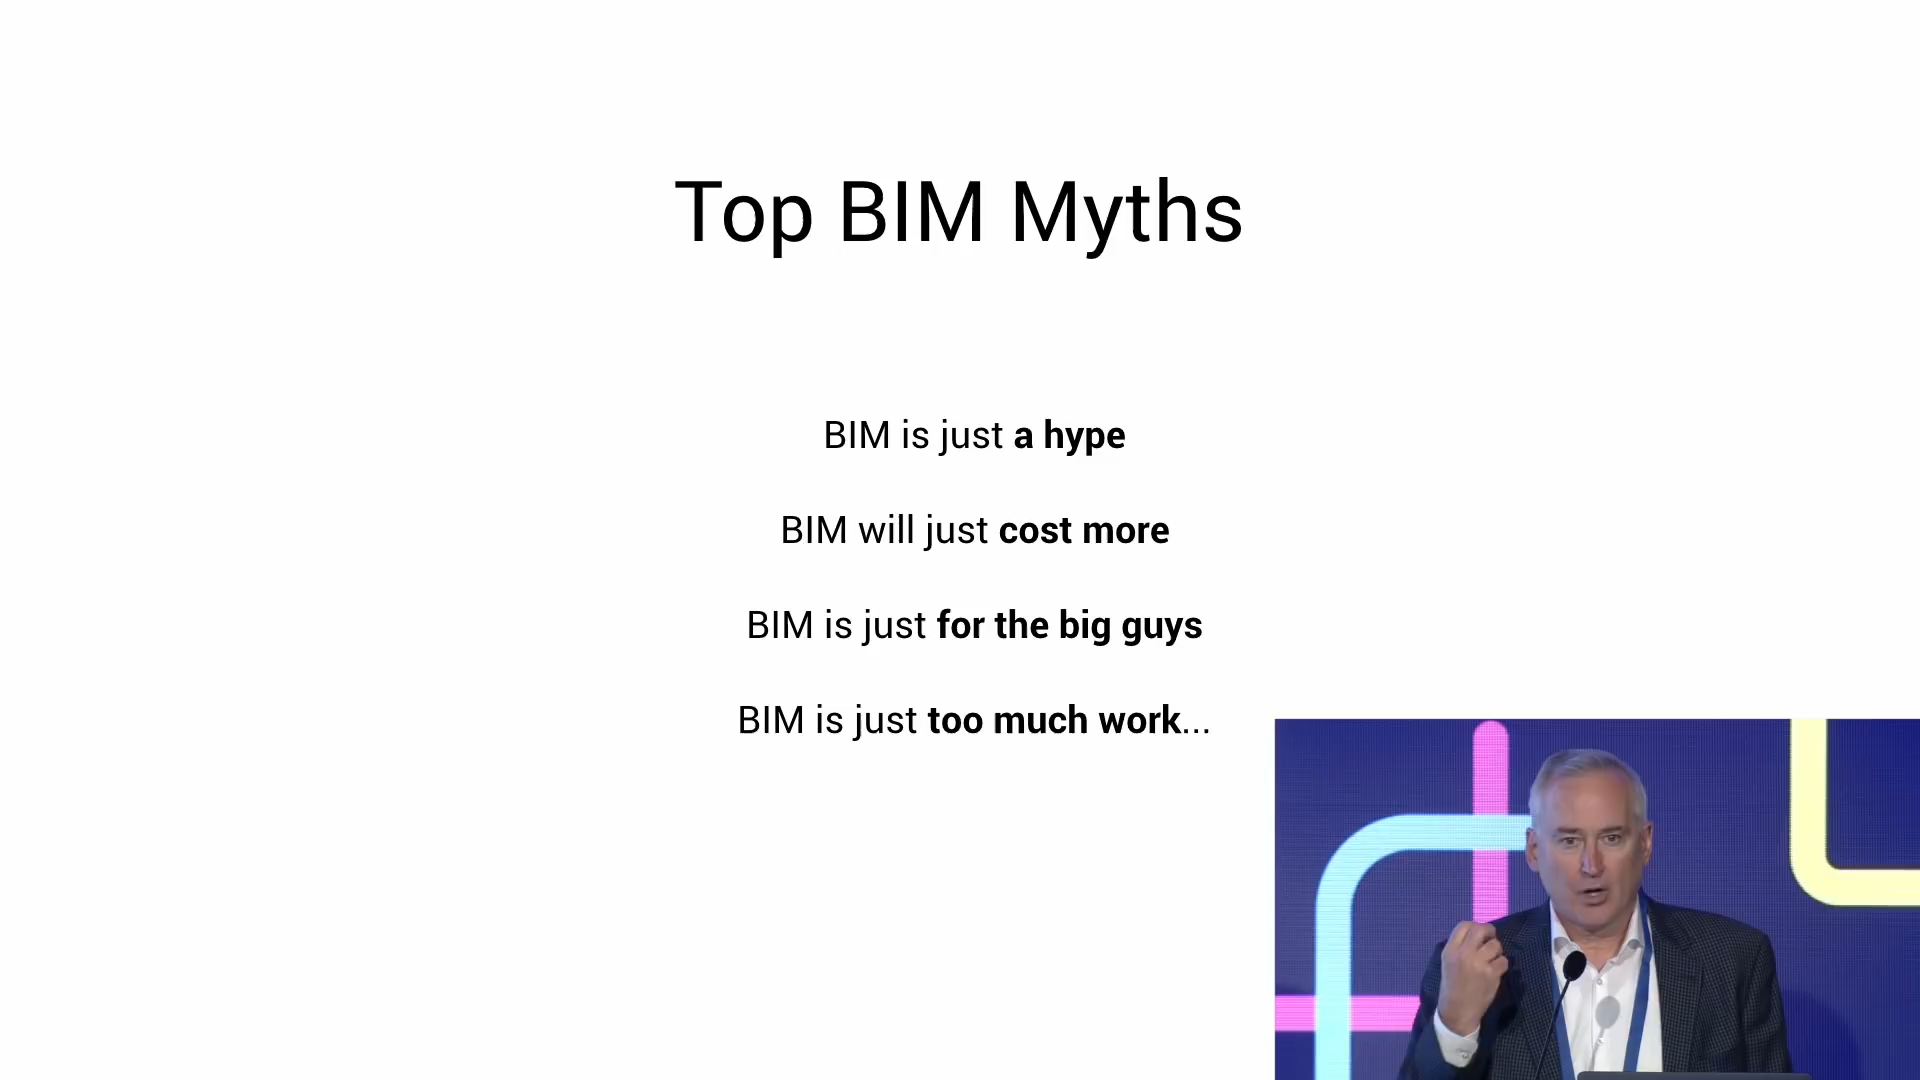 Top BIM Myths
BIM is just a hype
BIM will just cost more
BIM is just for the big guys
BIM is just too much work...